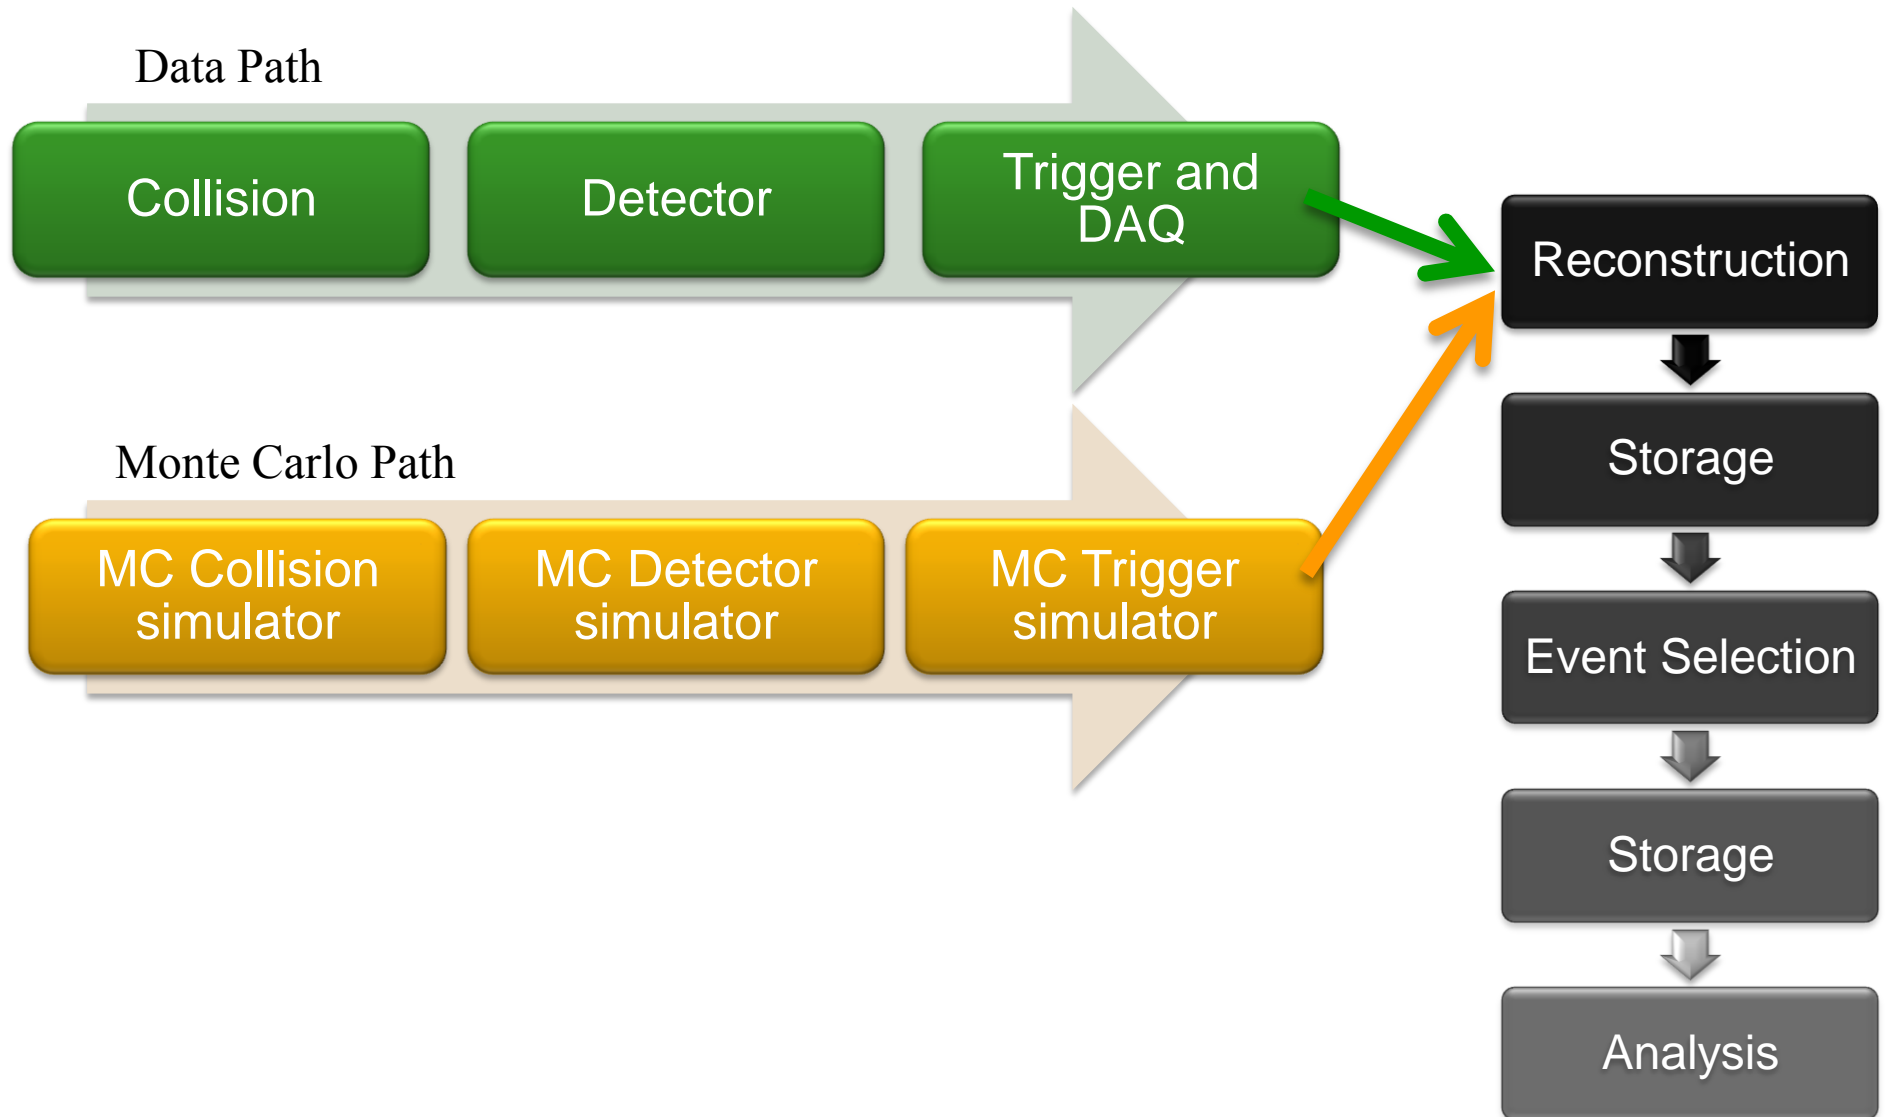 Data Path
Collision
Detector
Trigger and
DAQ
Reconstruction
Storage
Monte Carlo Path
MC Collision
simulator
MC Detector
simulator
MC Trigger
simulator
Event Selection
Storage
Analysis